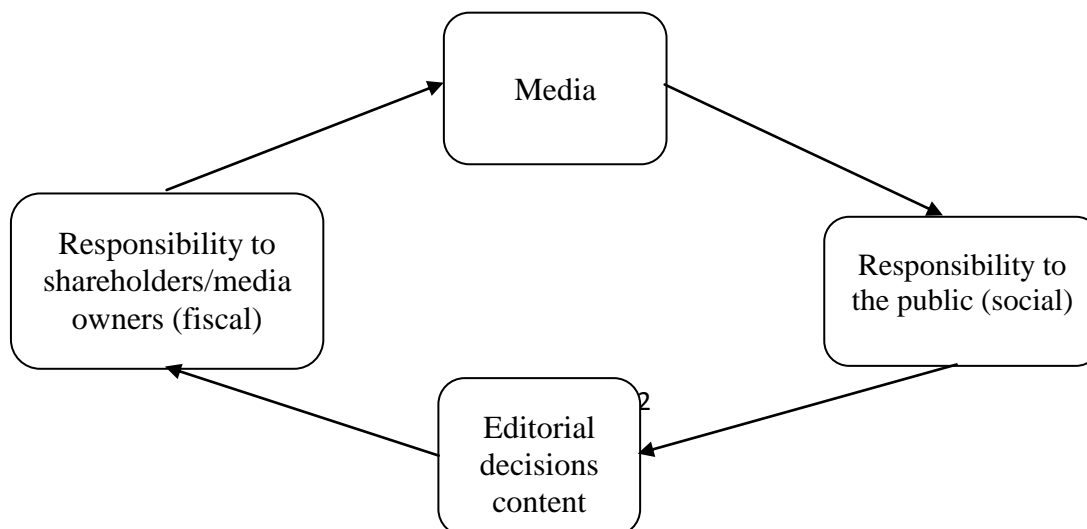 Media
Responsibility to
shareholders/media
owners (fiscal)
Responsibility to
the public (social)
2
Editorial
decisions
content